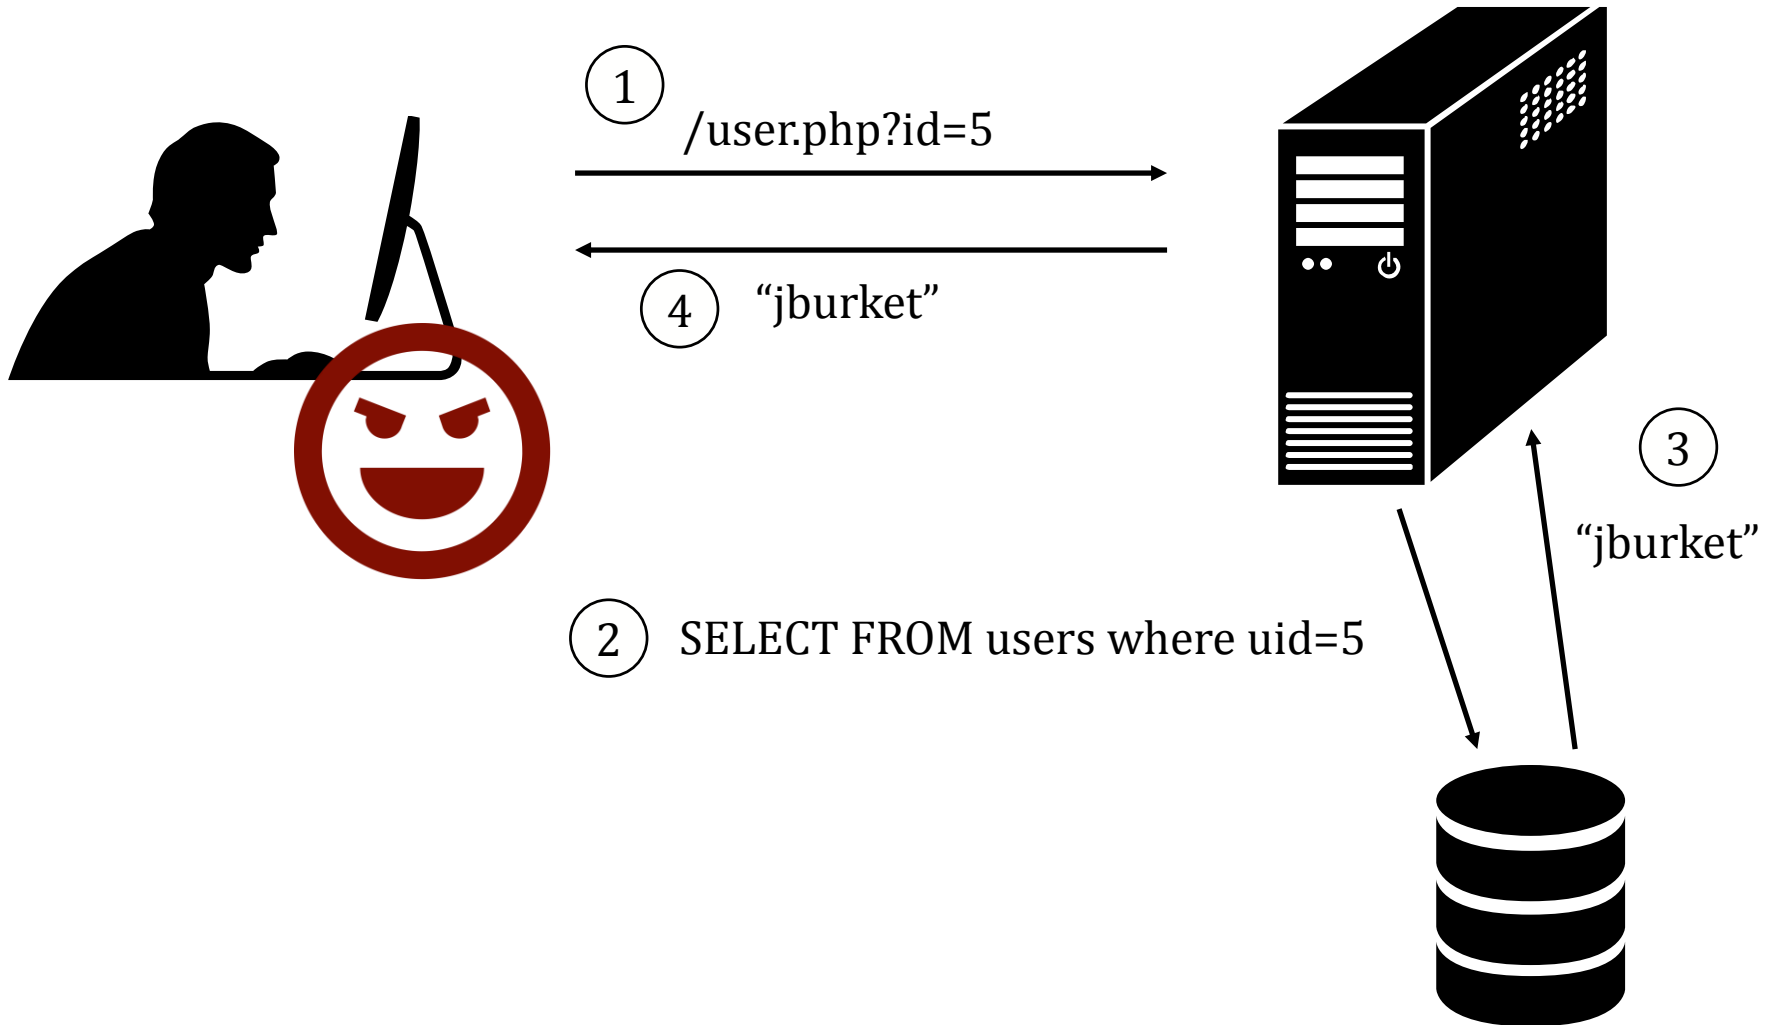 1
/user.php?id=5
4
“jburket”
3
“jburket”
2
SELECT FROM users where uid=5